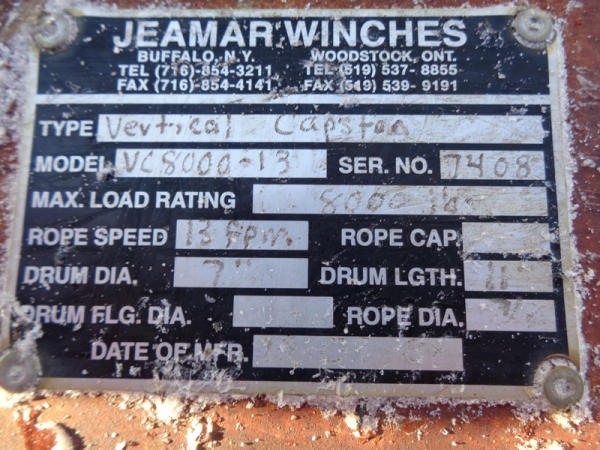 JEAMAR WINCHES
BUFFALO, N.Y. WOODSTOCK, ONT.
TEL (716)-854-3211 TEL (519) 537- 8855
FAX (716)-854-4141 FAX (519) 539- 9191
TYPE Vertical Capstan
MODEL VC8000-13 SER. NO. 7408
MAX. LOAD RATING 8000 lbs
ROPE SPEED 13 fpm ROPE CAP.
DRUM DIA. 7" DRUM LGTH. 11"
DRUM FLG. DIA. ROPE DIA.
DATE OF MFR.